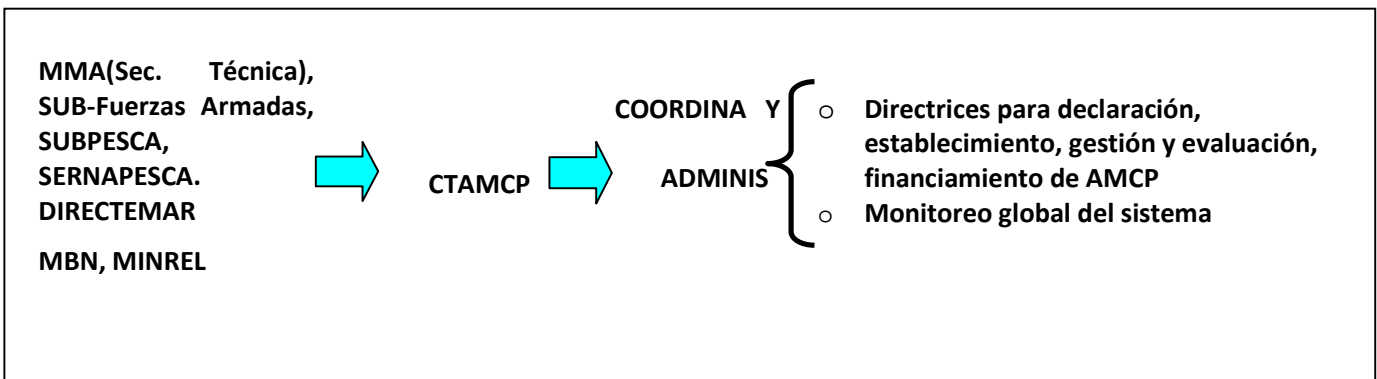 MMA(Sec. Técnica),
SUB-Fuerzas Armadas,
SUBPESCA,
SERNAPESCA.
DIRECTEMAR
MBN, MINREL
CTAMCP
COORDINA Y
ADMINIS
o Directrices para declaración,
establecimiento, gestión y evaluación,
financiamiento de AMCP
o Monitoreo global del sistema